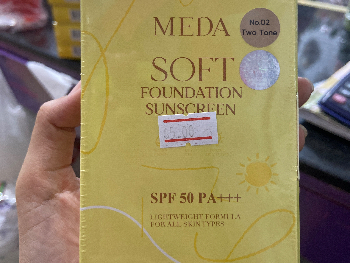 MEDA
No.02
Two Tone
SOFT
FOUNDATION
SUNSCREEN
SPF 50 PA+++
LIGHTWEIGHT FORMULA
FOR ALL SKIN TYPES